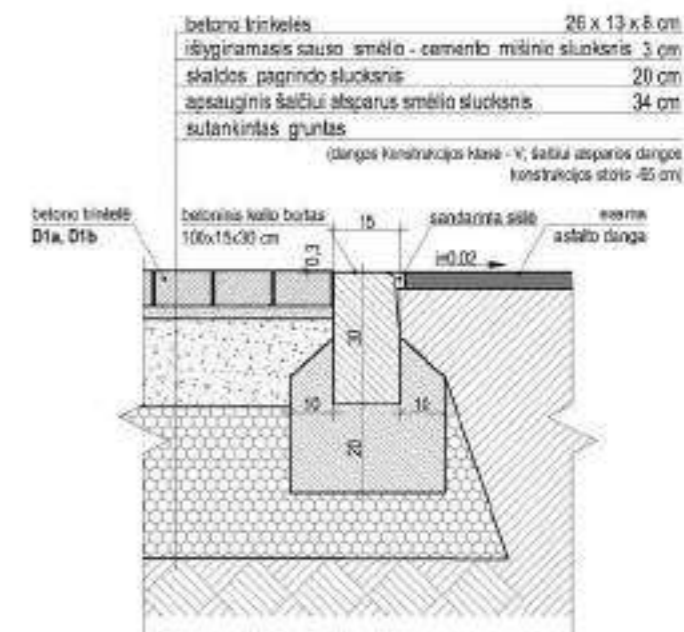 betono trinkelės 26 x 13 x 8 cm
išlyginamasis sauso smėlio - cemento mišinio sluoksnis 3 cm
skaldos pagrindo sluoksnis 20 cm
apsauginis šalčiui atsparus smėlio sluoksnis 34 cm
sutankintas gruntas
(dangos konstrukcijos klasė - V, šalčiui atsparios dangos
konstrukcijos storis -65 cm)
betono trinkelė
D1a, D1b
betoninis kelio bortas
100x15x30 cm
15
sandarinta siūlė
esama
asfalto danga
0,3
i=0.02
30
10
10
20